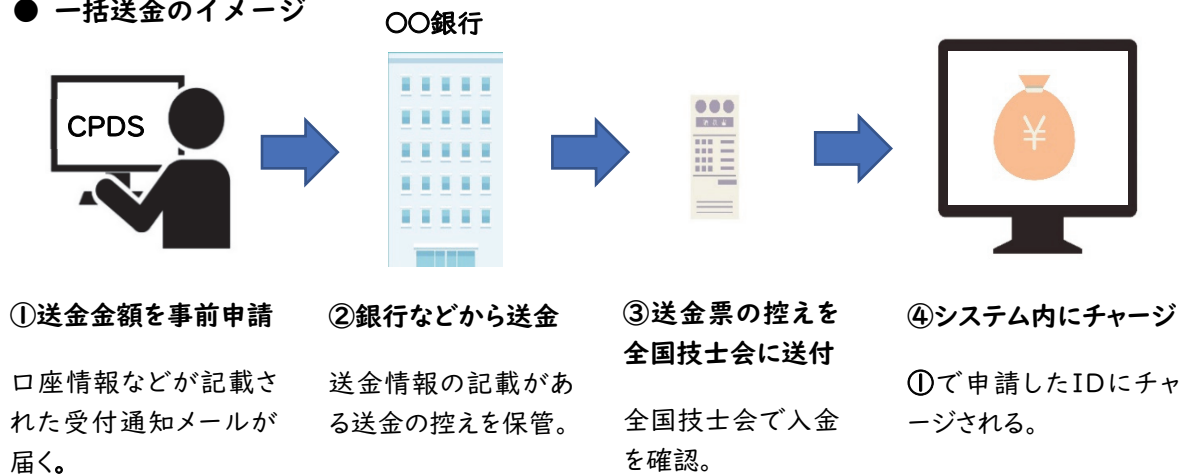 ● 一括送金のイメージ
〇〇銀行
CPDS
①送金金額を事前申請
口座情報などが記載さ
れた受付通知メールが
届く。
②銀行などから送金
送金情報の記載があ
る送金の控えを保管。
③送金票の控えを
全国技士会に送付
全国技士会で入金
を確認。
④システム内にチャージ
①で申請したIDにチャ
ージされる。